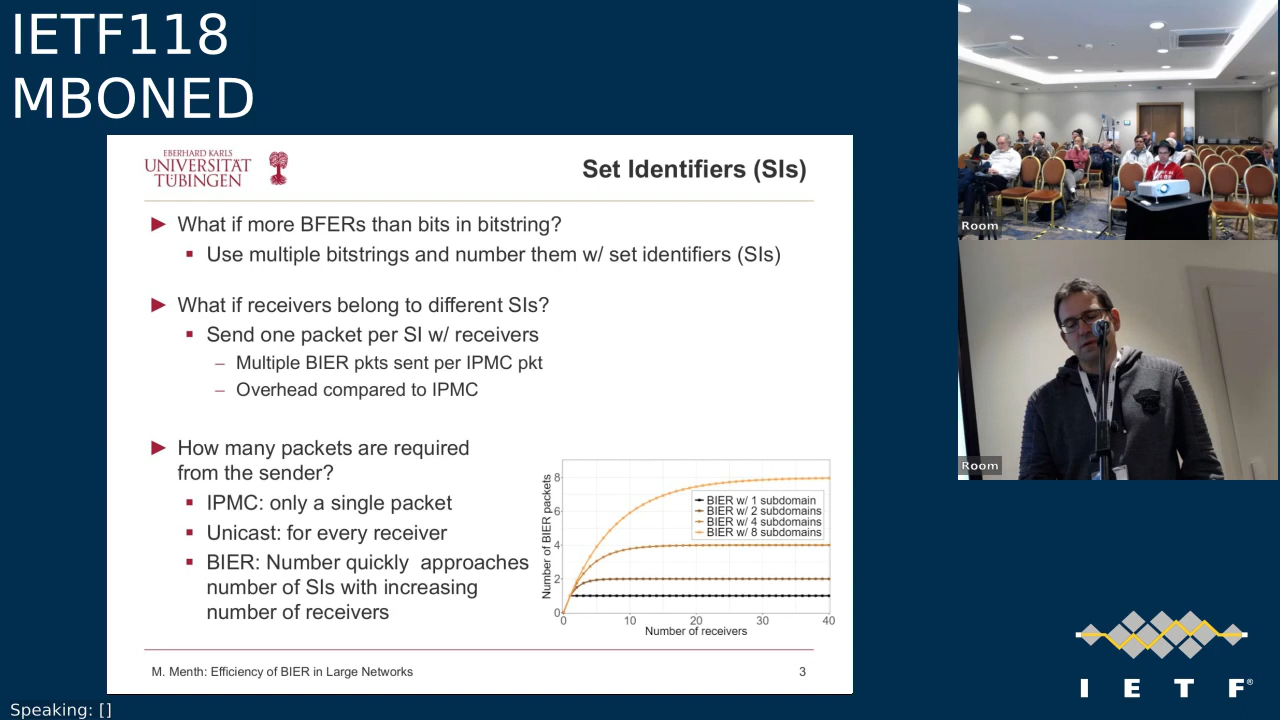 IETF118
MBONED
EBERHARD KARLS
UNIVERSITÄT
TÜBINGEN
Set Identifiers (SIs)
► What if more BFERs than bits in bitstring?
▪ Use multiple bitstrings and number them w/ set identifiers (SIs)
► What if receivers belong to different SIs?
▪ Send one packet per SI w/ receivers
– Multiple BIER pkts sent per IPMC pkt
– Overhead compared to IPMC
► How many packets are required
from the sender?
▪ IPMC: only a single packet
▪ Unicast: for every receiver
▪ BIER: Number quickly approaches
number of SIs with increasing
number of receivers
Number of BIER packets
8
6
4
2
0
BIER w/ 1 subdomain
BIER w/ 2 subdomains
BIER w/ 4 subdomains
BIER w/ 8 subdomains
0 10 20 30 40
Number of receivers
M. Menth: Efficiency of BIER in Large Networks
3
Room
Room
I E T F®
Speaking: []